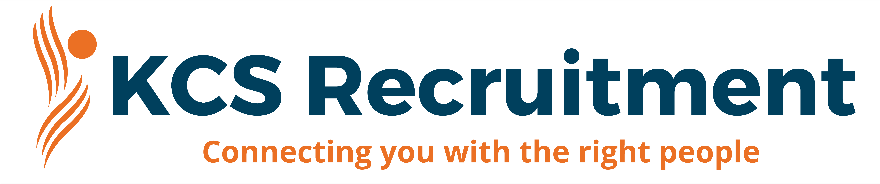 KCS Recruitment
Connecting you with the right people